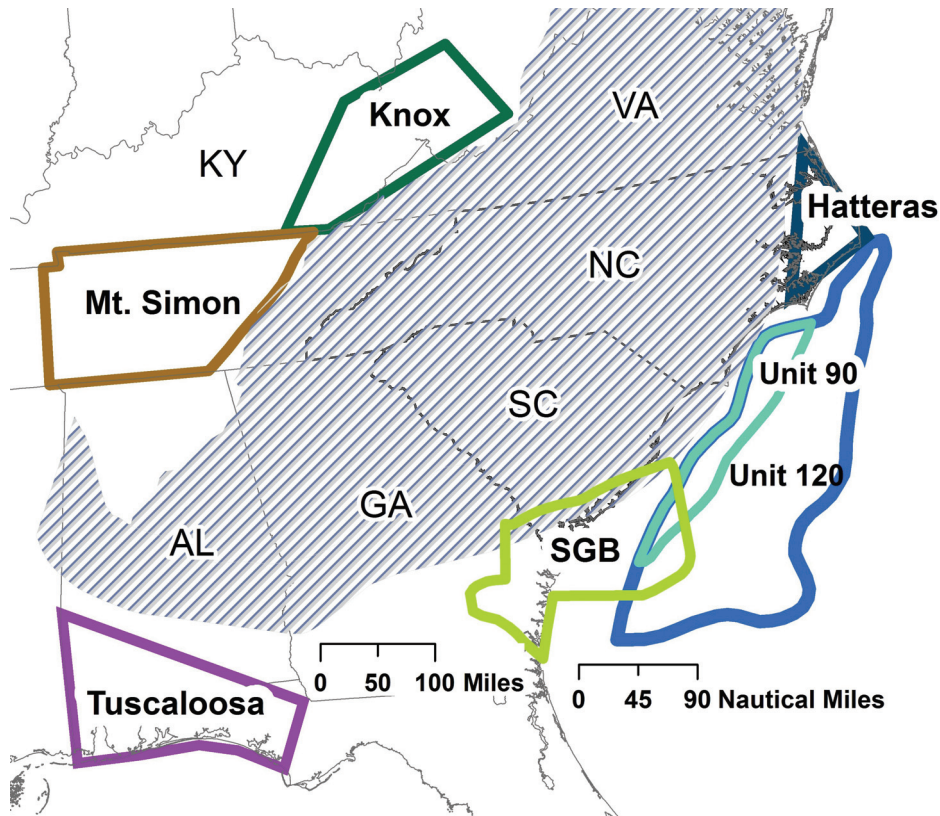 VA
Knox
KY
Hatteras
NC
Mt. Simon
Unit 90
SC
Unit 120
GA
AL
SGB
0 50 100 Miles
0 45 90 Nautical Miles
Tuscaloosa